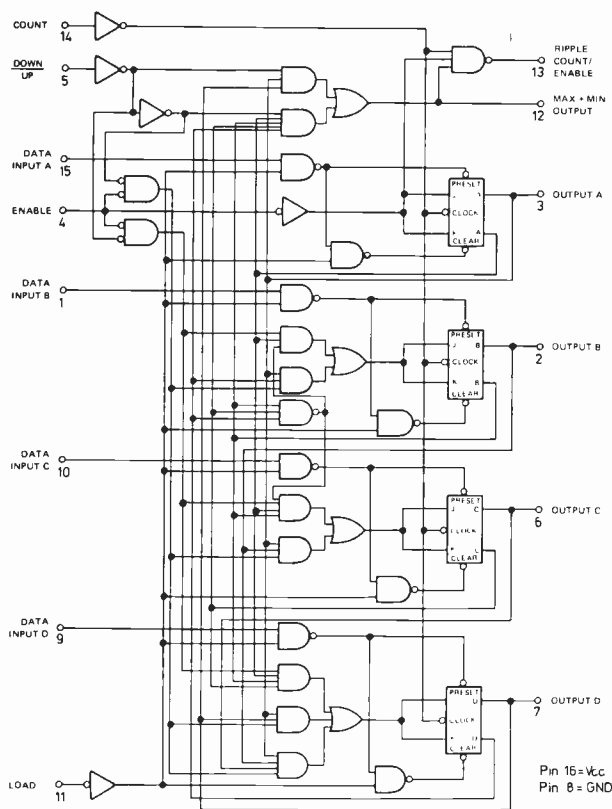 COUNT
14
DOWN
UP
5
DATA
INPUT A
15
ENABLE
4
DATA
INPUT B
1
DATA
INPUT C
10
DATA
INPUT D
9
LOAD
11
RIPPLE
COUNT/
ENABLE
13
MAX + MIN
OUTPUT
12
PRESET
J
CLOCK
K A
CLEAR
OUTPUT A
3
PRESET
J B
CLOCK
K B
CLEAR
OUTPUT B
2
PRESET
J C
CLOCK
CLEAR
OUTPUT C
6
PRESET
CLOCK
CLEAR
OUTPUT D
7
Pin 16=Vcc
Pin 8=GND